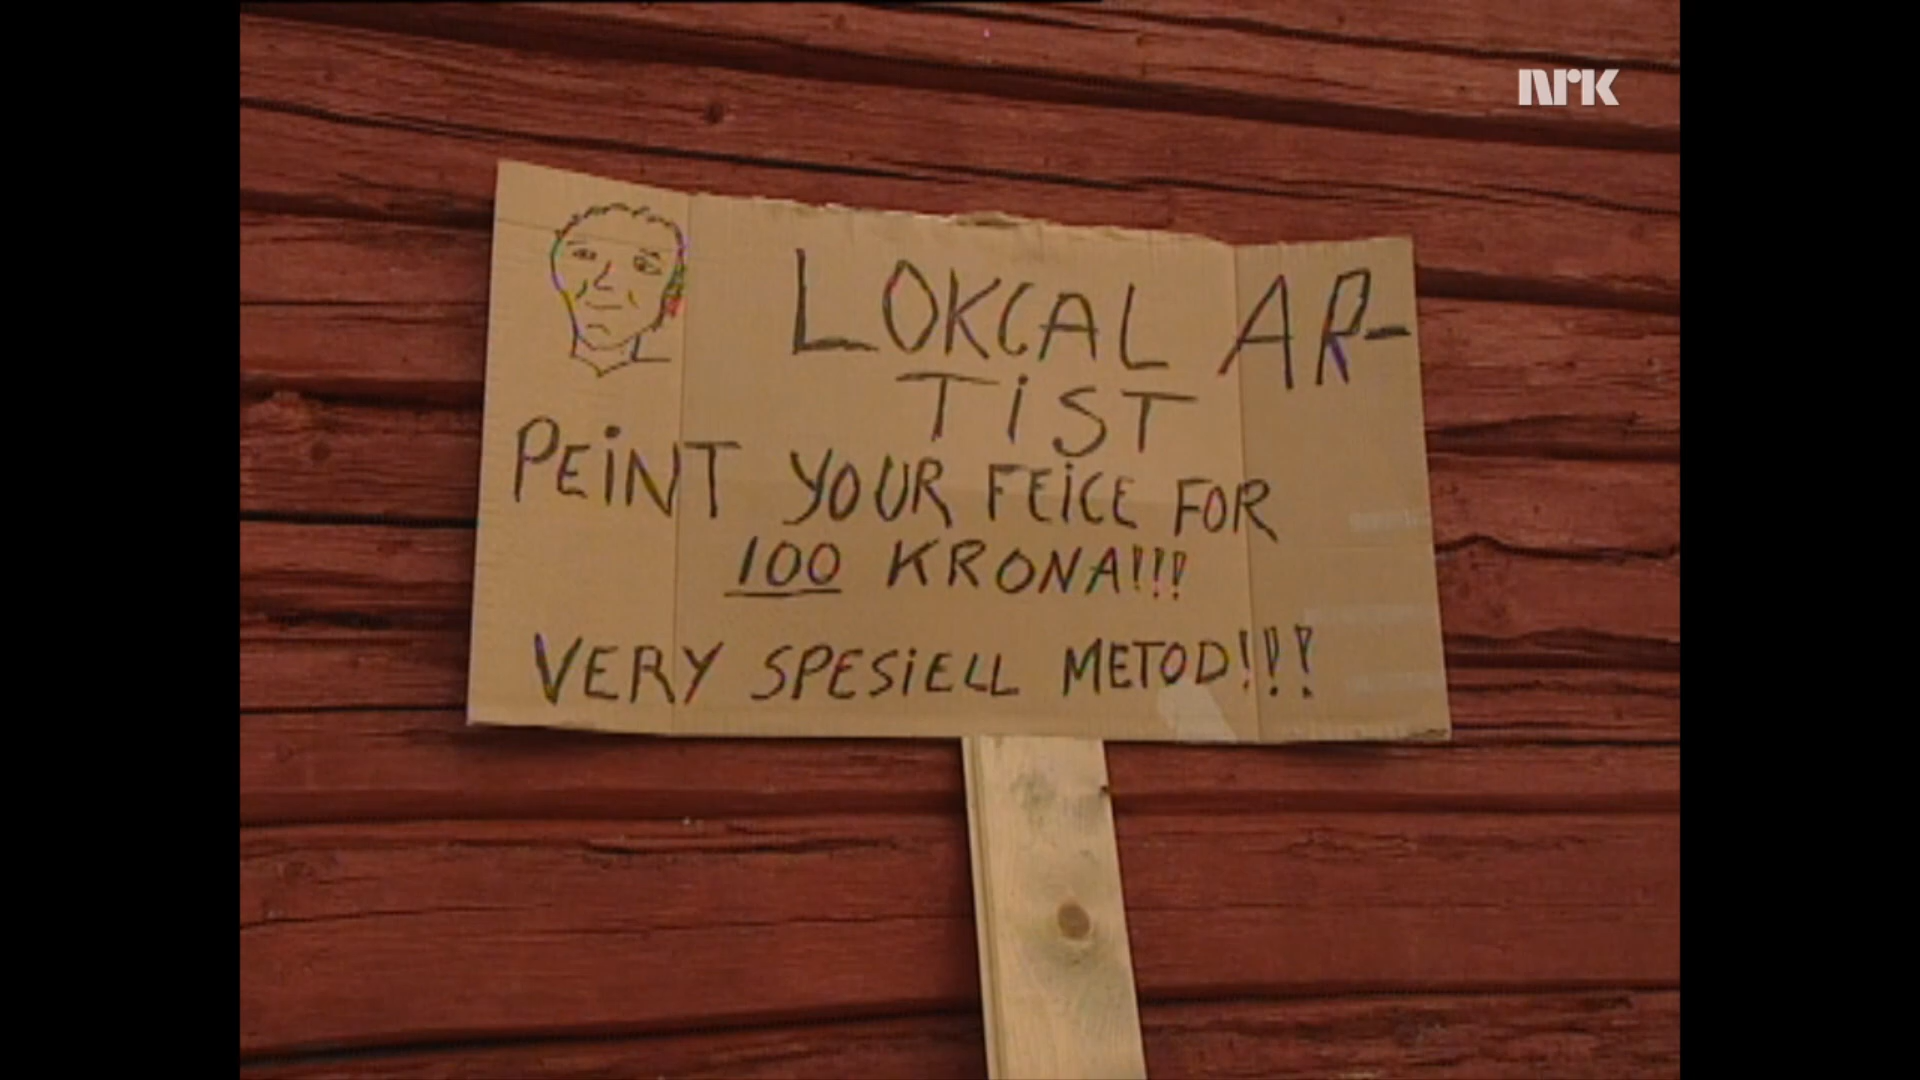 NRK
LOKCAL AR-
TIST
PEINT YOUR FEICE FOR
100 KRONA!!!
VERY SPESIELL METOD!!!